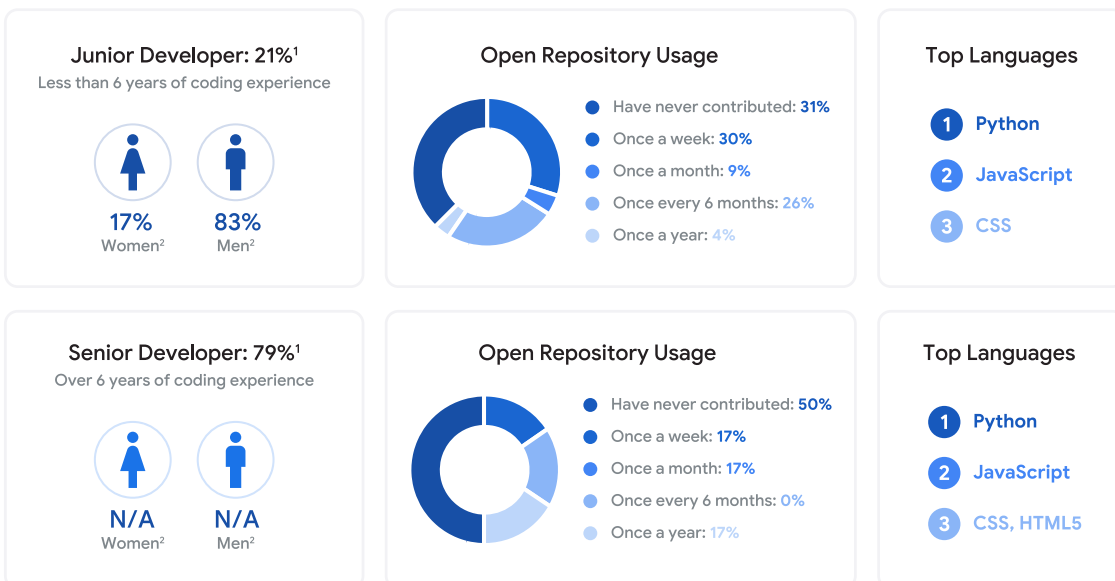 Junior Developer: 21%¹
Less than 6 years of coding experience
17%
Women²
83%
Men²
Open Repository Usage
Have never contributed: 31%
Once a week: 30%
Once a month: 9%
Once every 6 months: 26%
Once a year: 4%
Top Languages
1 Python
2 JavaScript
3 CSS
Senior Developer: 79%¹
Over 6 years of coding experience
N/A
Women²
N/A
Men²
Open Repository Usage
Have never contributed: 50%
Once a week: 17%
Once a month: 17%
Once every 6 months: 0%
Once a year: 17%
Top Languages
1 Python
2 JavaScript
3 CSS, HTML5